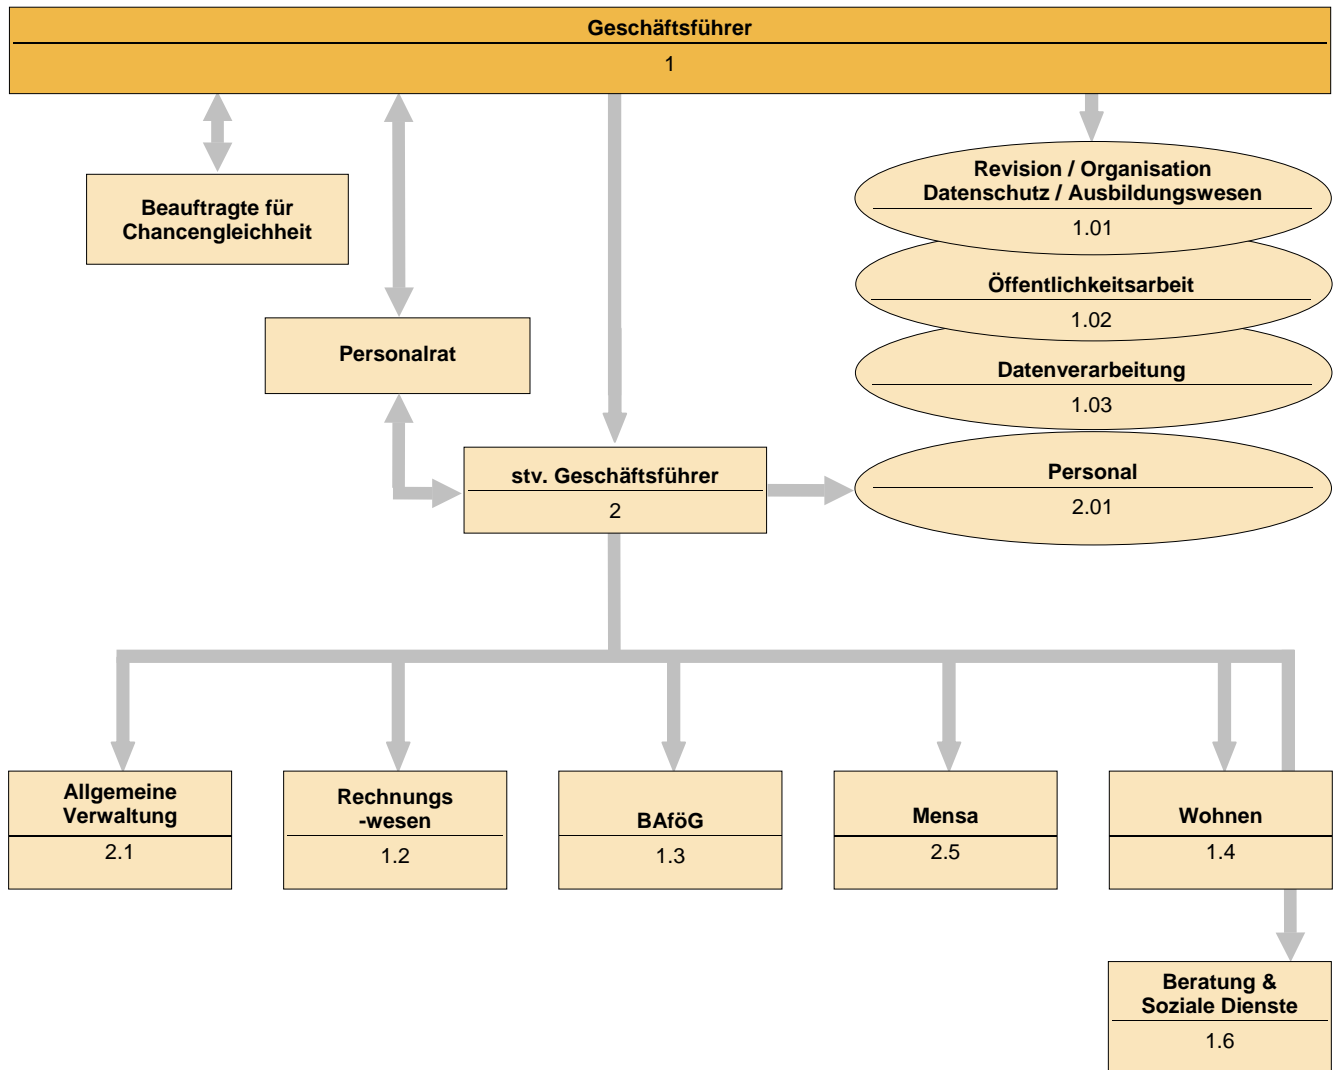 Geschäftsführer
1
Beauftragte für
Chancengleichheit
Personalrat
Revision / Organisation
Datenschutz / Ausbildungswesen
1.01
Öffentlichkeitsarbeit
1.02
Datenverarbeitung
1.03
stv. Geschäftsführer
2
Personal
2.01
Allgemeine
Verwaltung
2.1
Rechnungs
-wesen
1.2
BAföG
1.3
Mensa
2.5
Wohnen
1.4
Beratung &
Soziale Dienste
1.6